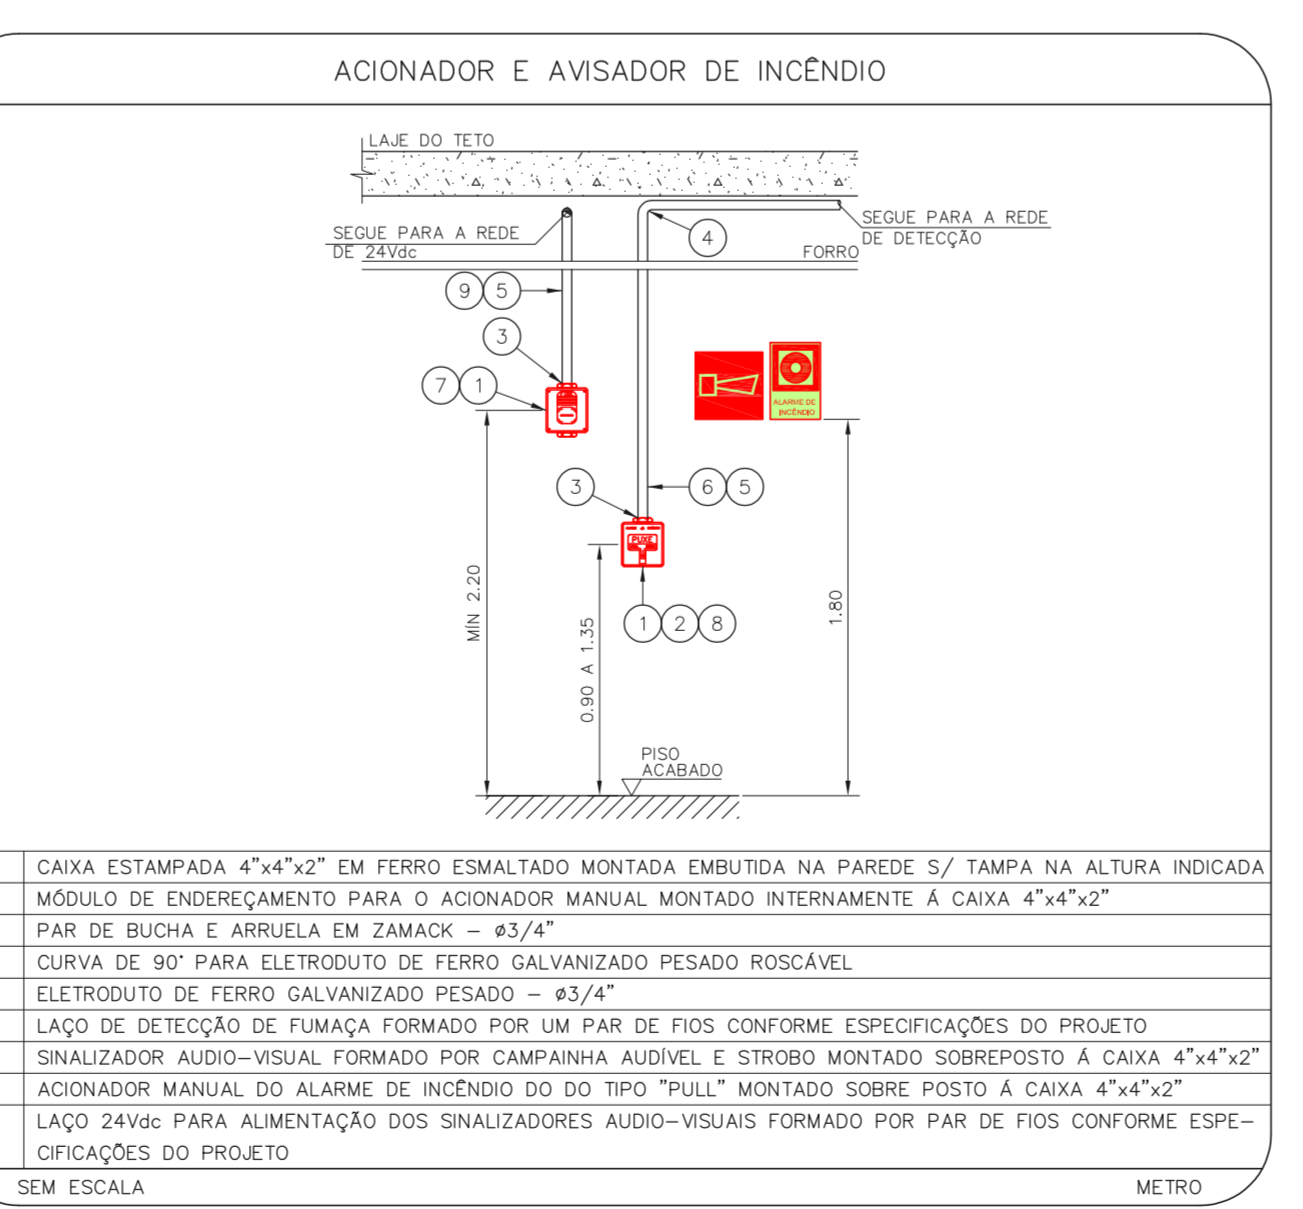 ACIONADOR E AVISADOR DE INCÊNDIO
LAJE DO TETO
SEGUE PARA A REDE
DE 24Vdc
4
SEGUE PARA A REDE
DE DETECÇÃO
FORRO
9 5
3
7 1
ALARME DE
INCÊNDIO
3
6 5
PUXE
1 2 8
MÍN 2.20
0.90 A 1.35
1.80
PISO
ACABADO
CAIXA ESTAMPADA 4"x4"x2" EM FERRO ESMALTADO MONTADA EMBUTIDA NA PAREDE S/ TAMPA NA ALTURA INDICADA
MÓDULO DE ENDEREÇAMENTO PARA O ACIONADOR MANUAL MONTADO INTERNAMENTE Á CAIXA 4"x4"x2"
PAR DE BUCHA E ARRUELA EM ZAMACK – ø3/4"
CURVA DE 90° PARA ELETRODUTO DE FERRO GALVANIZADO PESADO ROSCÁVEL
ELETRODUTO DE FERRO GALVANIZADO PESADO – ø3/4"
LAÇO DE DETECÇÃO DE FUMAÇA FORMADO POR UM PAR DE FIOS CONFORME ESPECIFICAÇÕES DO PROJETO
SINALIZADOR AUDIO–VISUAL FORMADO POR CAMPAINHA AUDÍVEL E STROBO MONTADO SOBREPOSTO Á CAIXA 4"x4"x2"
ACIONADOR MANUAL DO ALARME DE INCÊNDIO DO DO TIPO "PULL" MONTADO SOBRE POSTO Á CAIXA 4"x4"x2"
LAÇO 24Vdc PARA ALIMENTAÇÃO DOS SINALIZADORES AUDIO–VISUAIS FORMADO POR PAR DE FIOS CONFORME ESPE–
CIFICAÇÕES DO PROJETO
SEM ESCALA
METRO